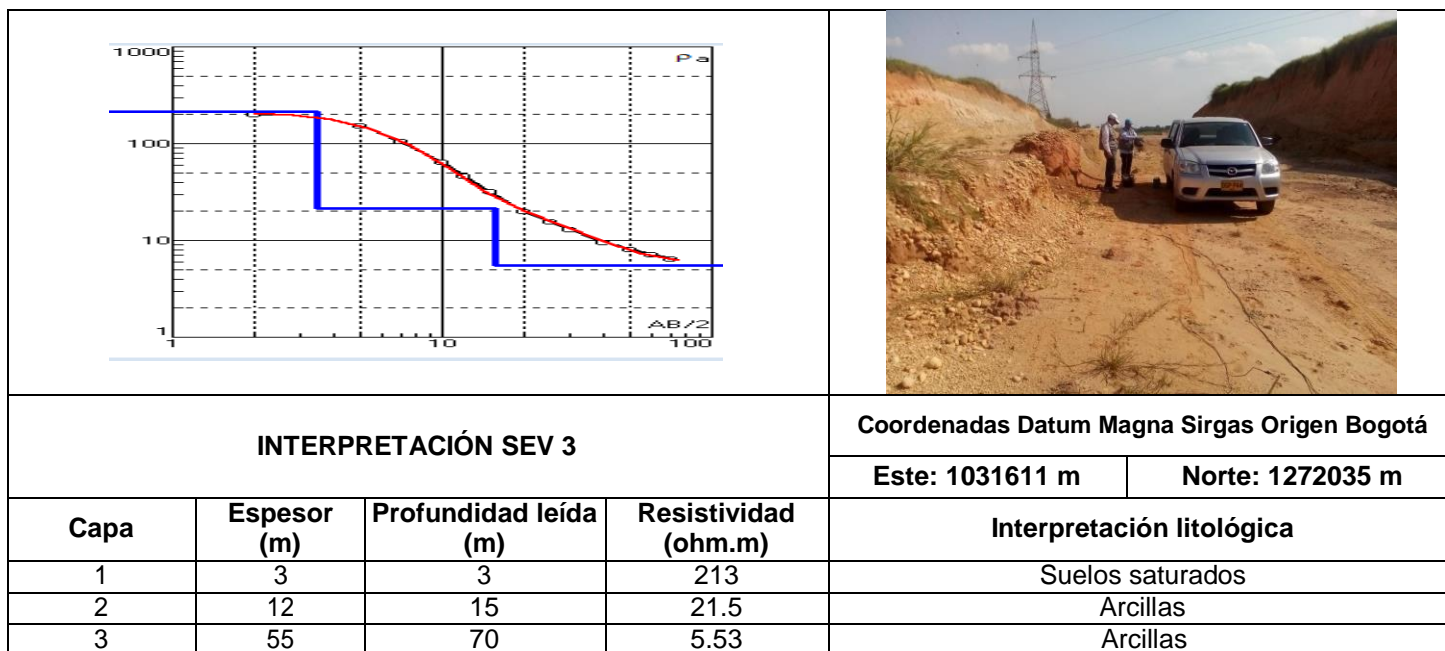 1000
Pa
100
10
1
AB/2
1
10
100
INTERPRETACIÓN SEV 3
Coordenadas Datum Magna Sirgas Origen Bogotá
Este: 1031611 m
Norte: 1272035 m
Capa
Espesor
(m)
Profundidad leída
(m)
Resistividad
(ohm.m)
Interpretación litológica
1
3
3
213
Suelos saturados
2
12
15
21.5
Arcillas
3
55
70
5.53
Arcillas